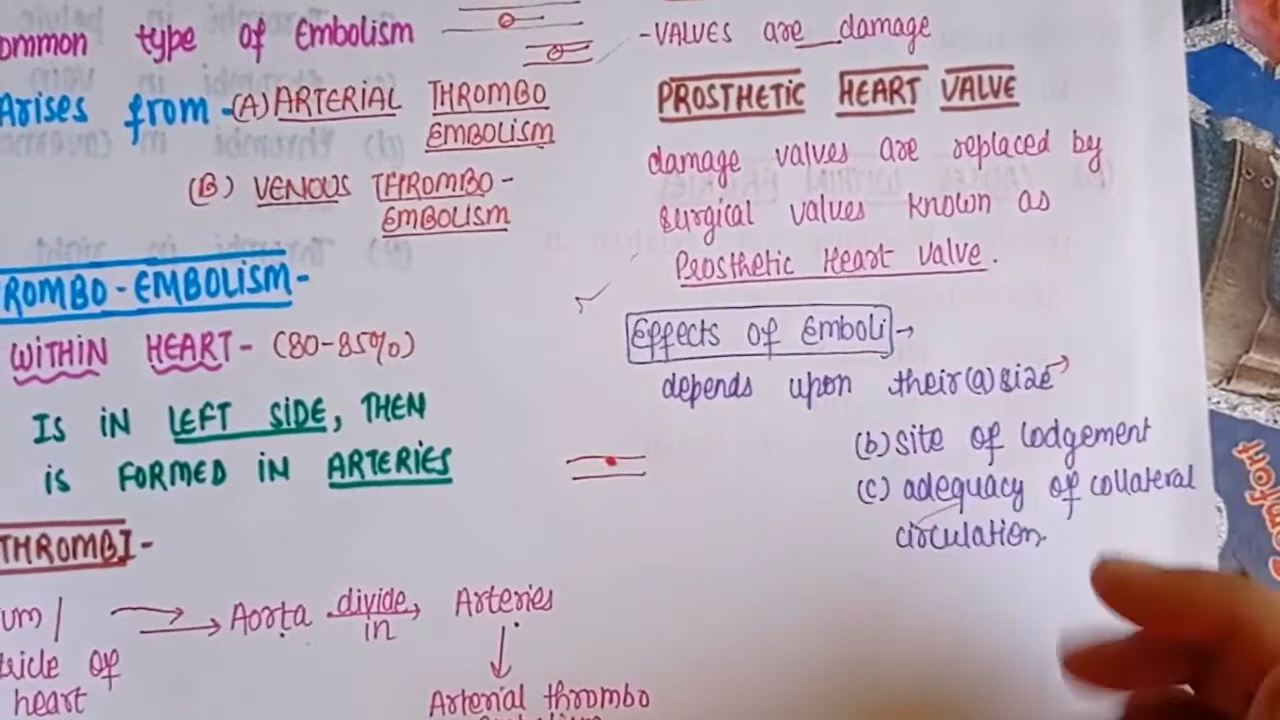 ommon type of Embolism
Arises from - (A) ARTERIAL THROMBO
EMBOLISM
(B) VENOUS THROMBO-
EMBOLISM
ROMBO-EMBOLISM-
WITHIN HEART- (80-85%)
IS IN LEFT SIDE, THEN
is FORMED IN ARTERIES
THROMBI-
um/ Aorta divide in Arteries
ricle of
heart
Arterial thrombo
-VALVES are damage
PROSTHETIC HEART VALVE
damage valves are replaced by
surgical valves known as
Prosthetic Heart valve.
Effects of Emboli→
depends upon their (a) size
(b) site of lodgement
(c) adequacy of collateral
circulation.